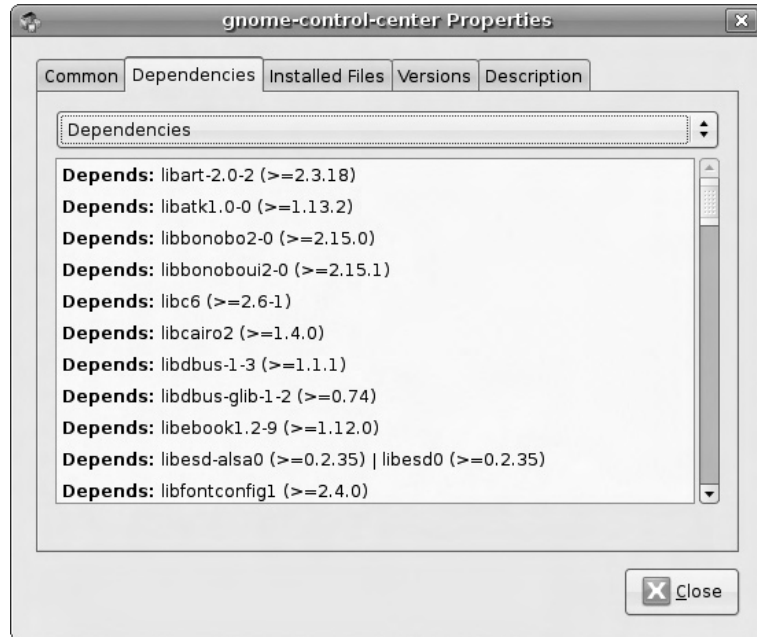 gnome-control-center Properties
Common Dependencies Installed Files Versions Description
Dependencies
Depends: libart-2.0-2 (>=2.3.18)
Depends: libatk1.0-0 (>=1.13.2)
Depends: libbonobo2-0 (>=2.15.0)
Depends: libbonoboui2-0 (>=2.15.1)
Depends: libc6 (>=2.6-1)
Depends: libcairo2 (>=1.4.0)
Depends: libdbus-1-3 (>=1.1.1)
Depends: libdbus-glib-1-2 (>=0.74)
Depends: libebook1.2-9 (>=1.12.0)
Depends: libesd-alsa0 (>=0.2.35) | libesd0 (>=0.2.35)
Depends: libfontconfig1 (>=2.4.0)
Close